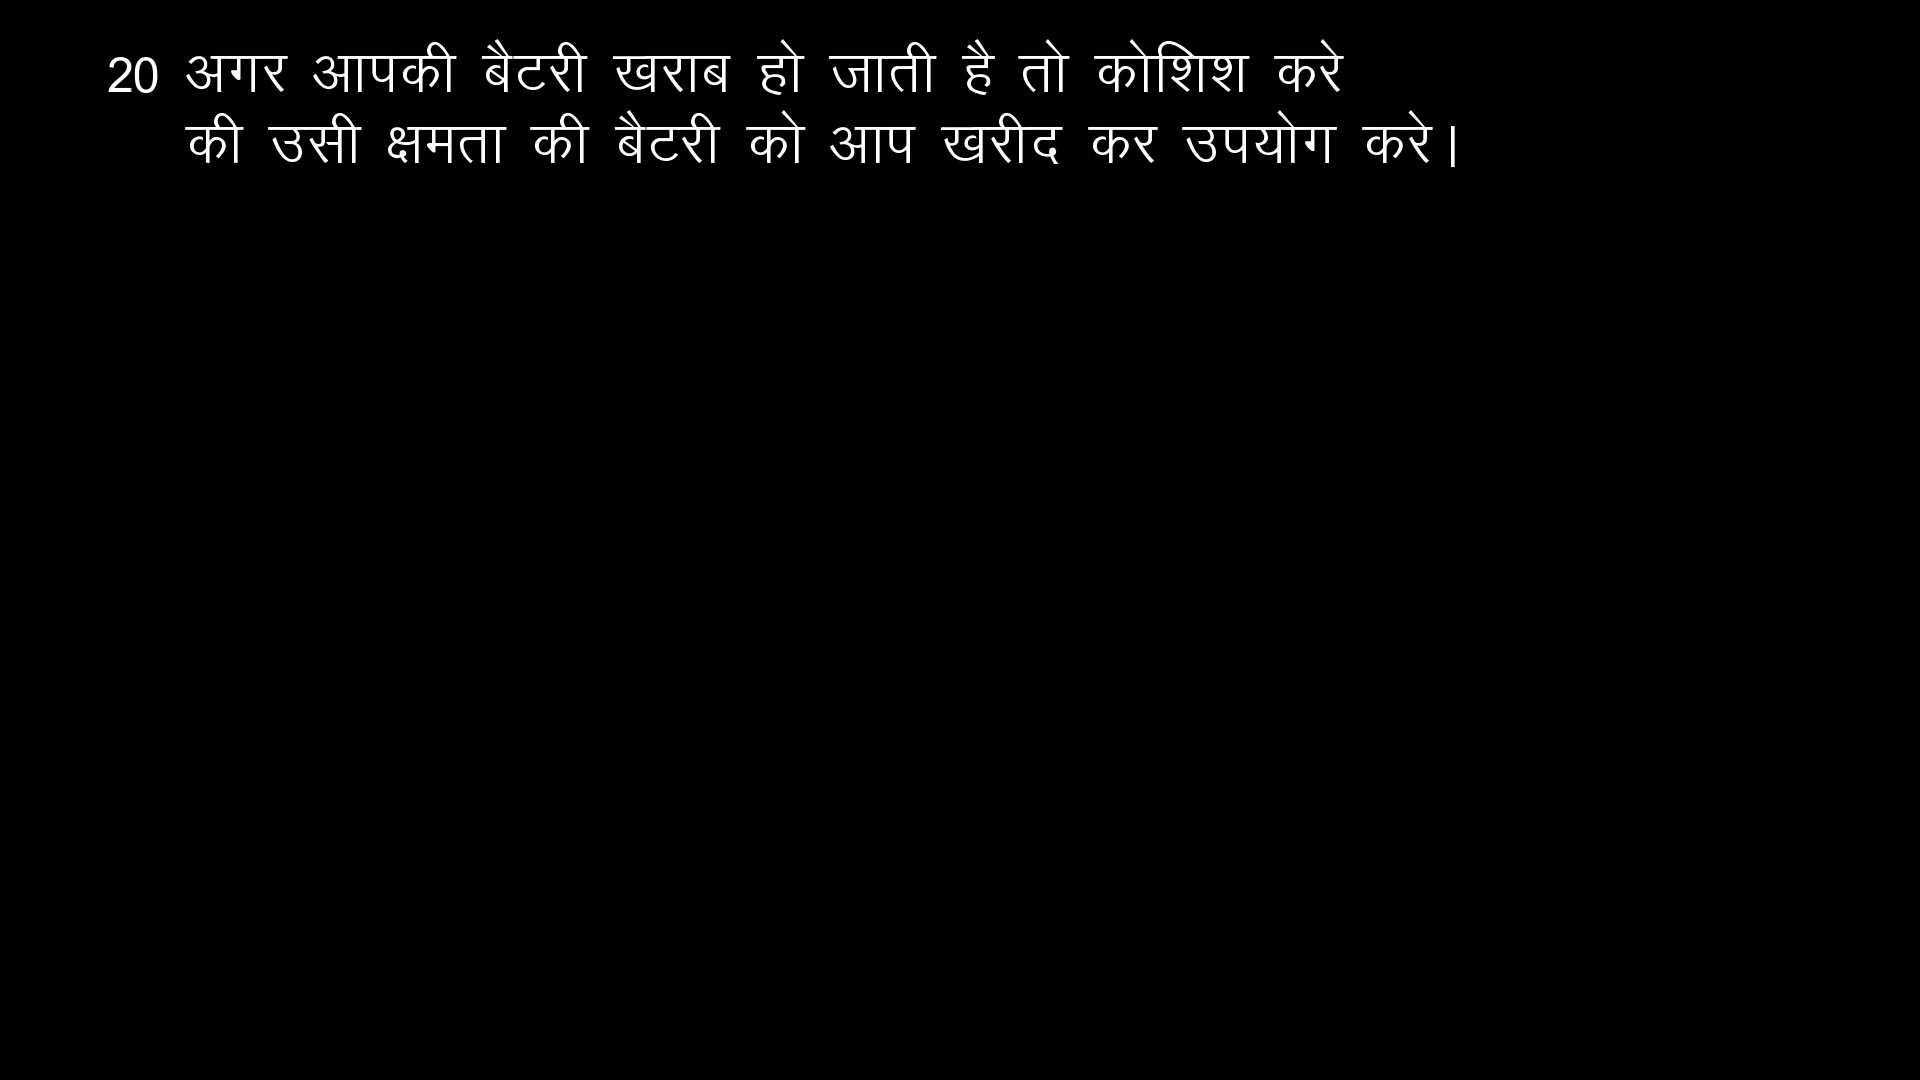 20 अगर आपकी बैटरी खराब हो जाती है तो कोशिश करे
की उसी क्षमता की बैटरी को आप खरीद कर उपयोग करे।